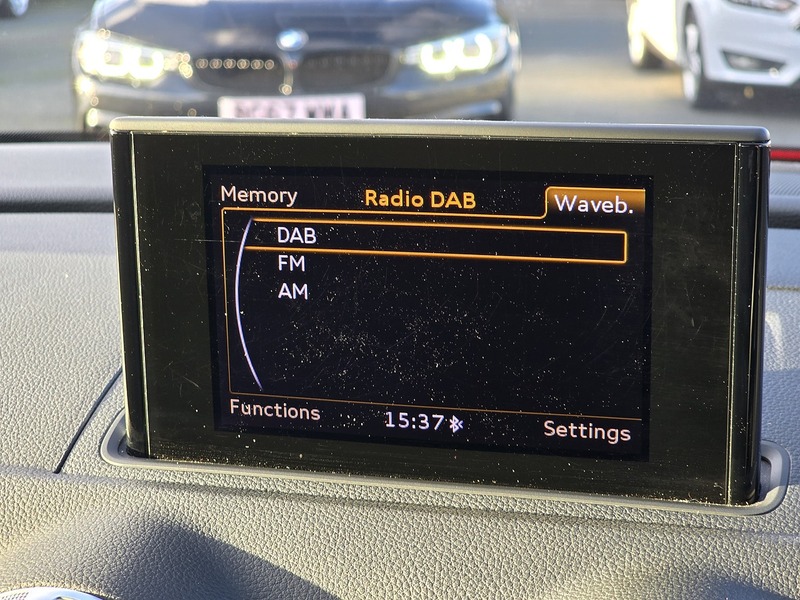 Memory Radio DAB Waveb.
DAB
FM
AM
Functions 15:37 Settings